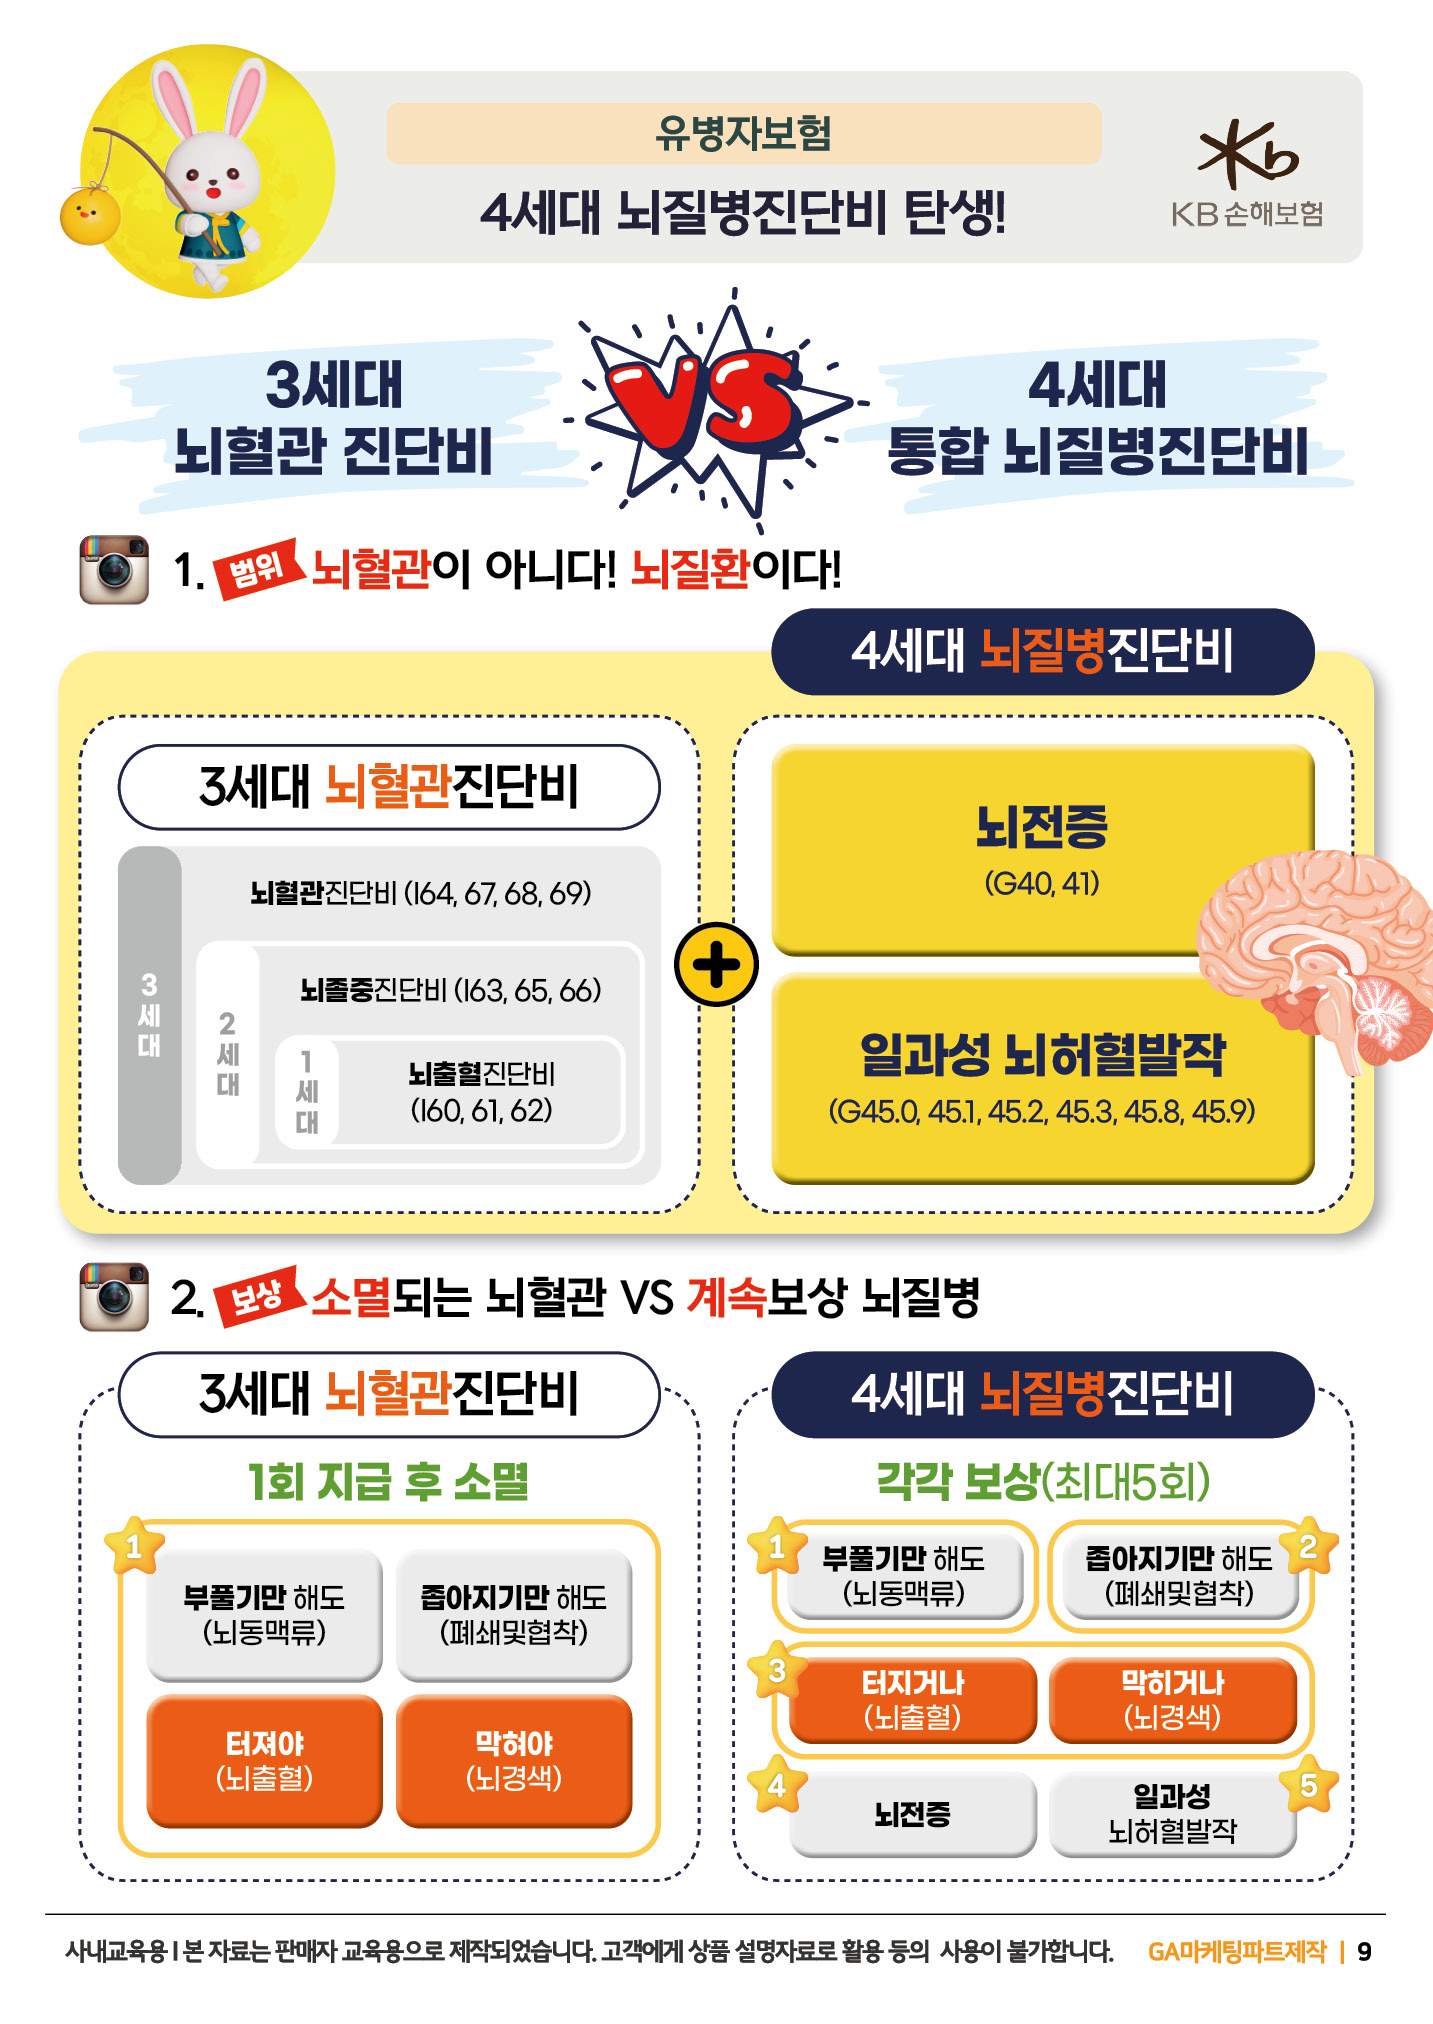 유병자보험
4세대 뇌질병진단비 탄생!
KB손해보험
3세대
뇌혈관 진단비
VS
4세대
통합 뇌질병진단비
1. 범위 뇌혈관이 아니다! 뇌질환이다!
4세대 뇌질병진단비
3세대 뇌혈관진단비
3세대
뇌혈관진단비 (I64, 67, 68, 69)
2세대
뇌졸중진단비 (I63, 65, 66)
1세대
뇌출혈진단비
(I60, 61, 62)
뇌전증
(G40, 41)
일과성 뇌허혈발작
(G45.0, 45.1, 45.2, 45.3, 45.8, 45.9)
2. 보상 소멸되는 뇌혈관 VS 계속보상 뇌질병
3세대 뇌혈관진단비
1회 지급 후 소멸
1
부풀기만 해도
(뇌동맥류)
좁아지기만 해도
(폐쇄및협착)
터져야
(뇌출혈)
막혀야
(뇌경색)
4세대 뇌질병진단비
각각 보상(최대5회)
1
부풀기만 해도
(뇌동맥류)
2
좁아지기만 해도
(폐쇄및협착)
3
터지거나
(뇌출혈)
막히거나
(뇌경색)
4
뇌전증
5
일과성
뇌허혈발작
사내교육용 I 본 자료는 판매자 교육용으로 제작되었습니다. 고객에게 상품 설명자료로 활용 등의 사용이 불가합니다.
GA마케팅파트제작 | 9